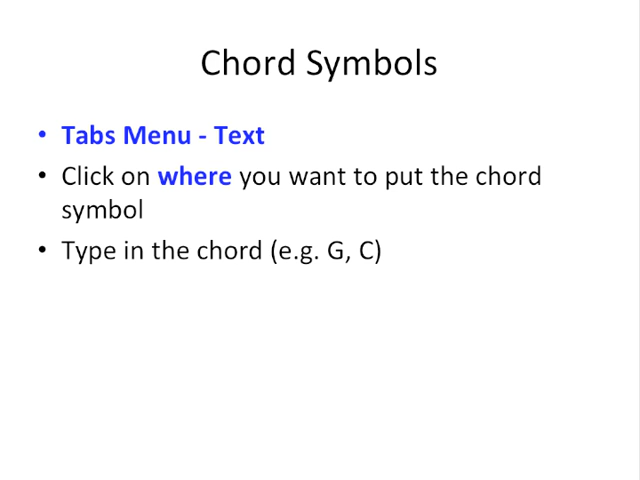 Chord Symbols
• Tabs Menu - Text
• Click on where you want to put the chord
symbol
• Type in the chord (e.g. G, C)